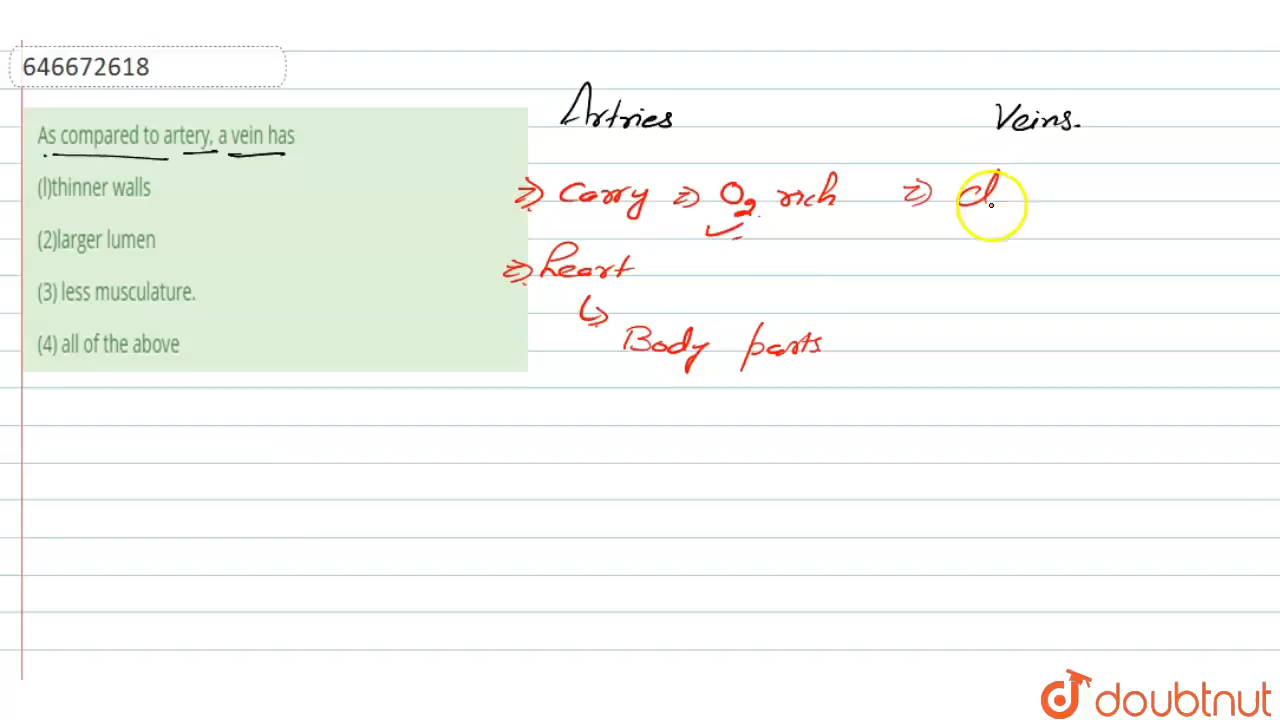 646672618
As compared to artery, a vein has
(l)thinner walls
(2)larger lumen
(3) less musculature.
(4) all of the above
Artries Veins.
⇒ Carry ⇒ O2 rich ⇒ d
⇒ heart
↳
Body parts
doubtnut